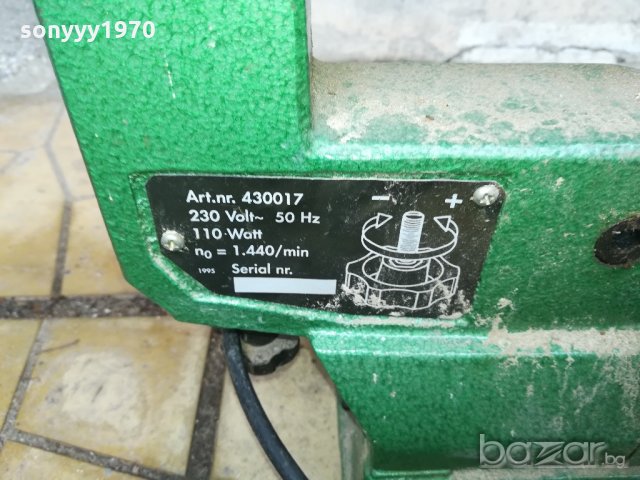 sonyyy1970
Art.nr. 430017
230 Volt~ 50 Hz
110 Watt
n0 = 1.440/min
1995 Serial nr.
− +
bazar.bg